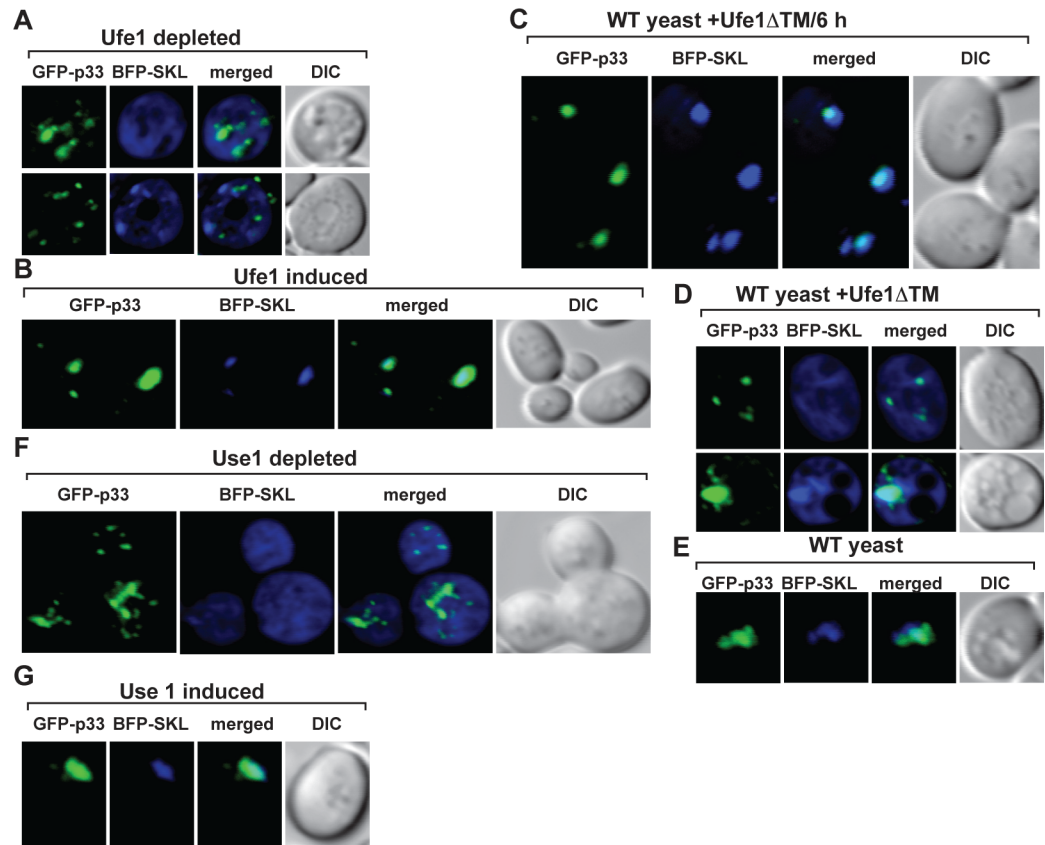 A
Ufe1 depleted
GFP-p33 BFP-SKL merged DIC
B
Ufe1 induced
GFP-p33 BFP-SKL merged DIC
F
Use1 depleted
GFP-p33 BFP-SKL merged DIC
G
Use 1 induced
GFP-p33 BFP-SKL merged DIC
C
WT yeast +Ufe1ΔTM/6 h
GFP-p33 BFP-SKL merged DIC
D
WT yeast +Ufe1ΔTM
GFP-p33 BFP-SKL merged DIC
E
WT yeast
GFP-p33 BFP-SKL merged DIC